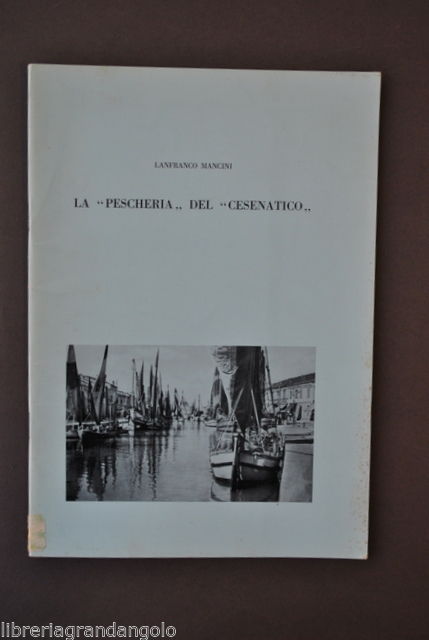 LANFRANCO MANCINI
LA “PESCHERIA„ DEL “CESENATICO„
libreriagrandangolo